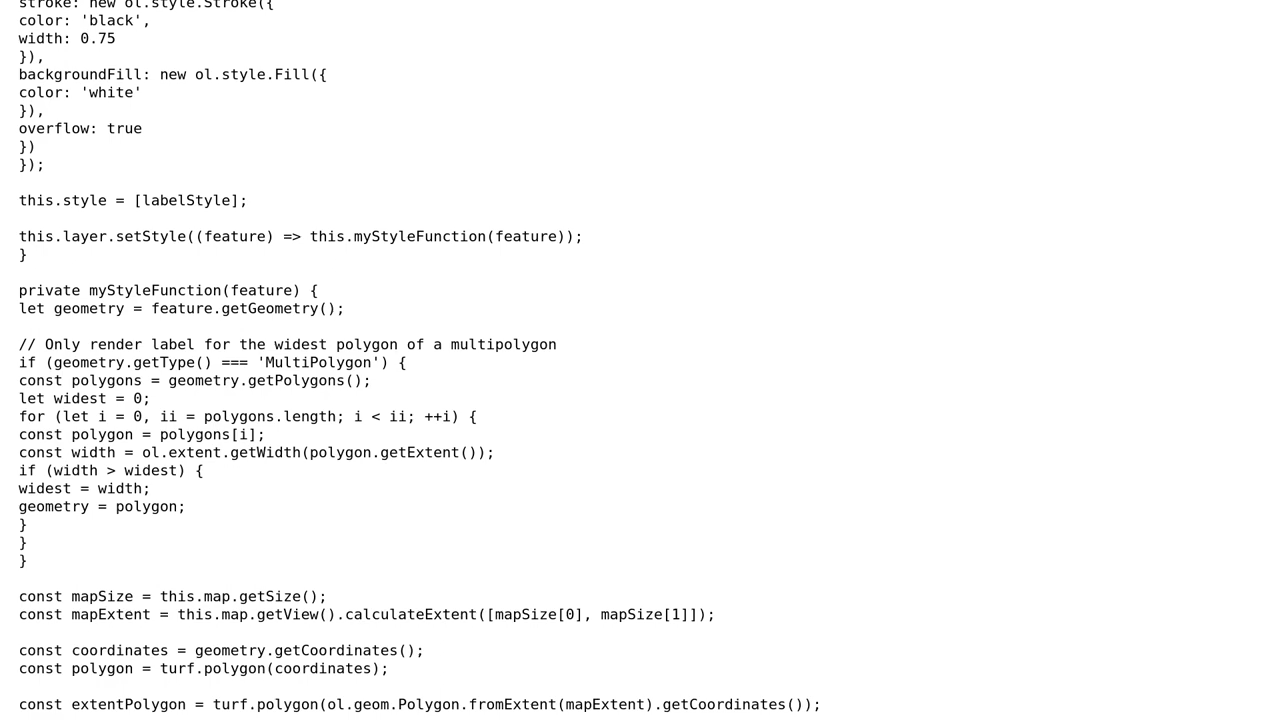 stroke: new ol.style.Stroke({
color: 'black',
width: 0.75
}),
backgroundFill: new ol.style.Fill({
color: 'white'
}),
overflow: true
})
});

this.style = [labelStyle];

this.layer.setStyle((feature) => this.myStyleFunction(feature));
}

private myStyleFunction(feature) {
let geometry = feature.getGeometry();

// Only render label for the widest polygon of a multipolygon
if (geometry.getType() === 'MultiPolygon') {
const polygons = geometry.getPolygons();
let widest = 0;
for (let i = 0, ii = polygons.length; i < ii; ++i) {
const polygon = polygons[i];
const width = ol.extent.getWidth(polygon.getExtent());
if (width > widest) {
widest = width;
geometry = polygon;
}
}
}

const mapSize = this.map.getSize();
const mapExtent = this.map.getView().calculateExtent([mapSize[0], mapSize[1]]);

const coordinates = geometry.getCoordinates();
const polygon = turf.polygon(coordinates);

const extentPolygon = turf.polygon(ol.geom.Polygon.fromExtent(mapExtent).getCoordinates());